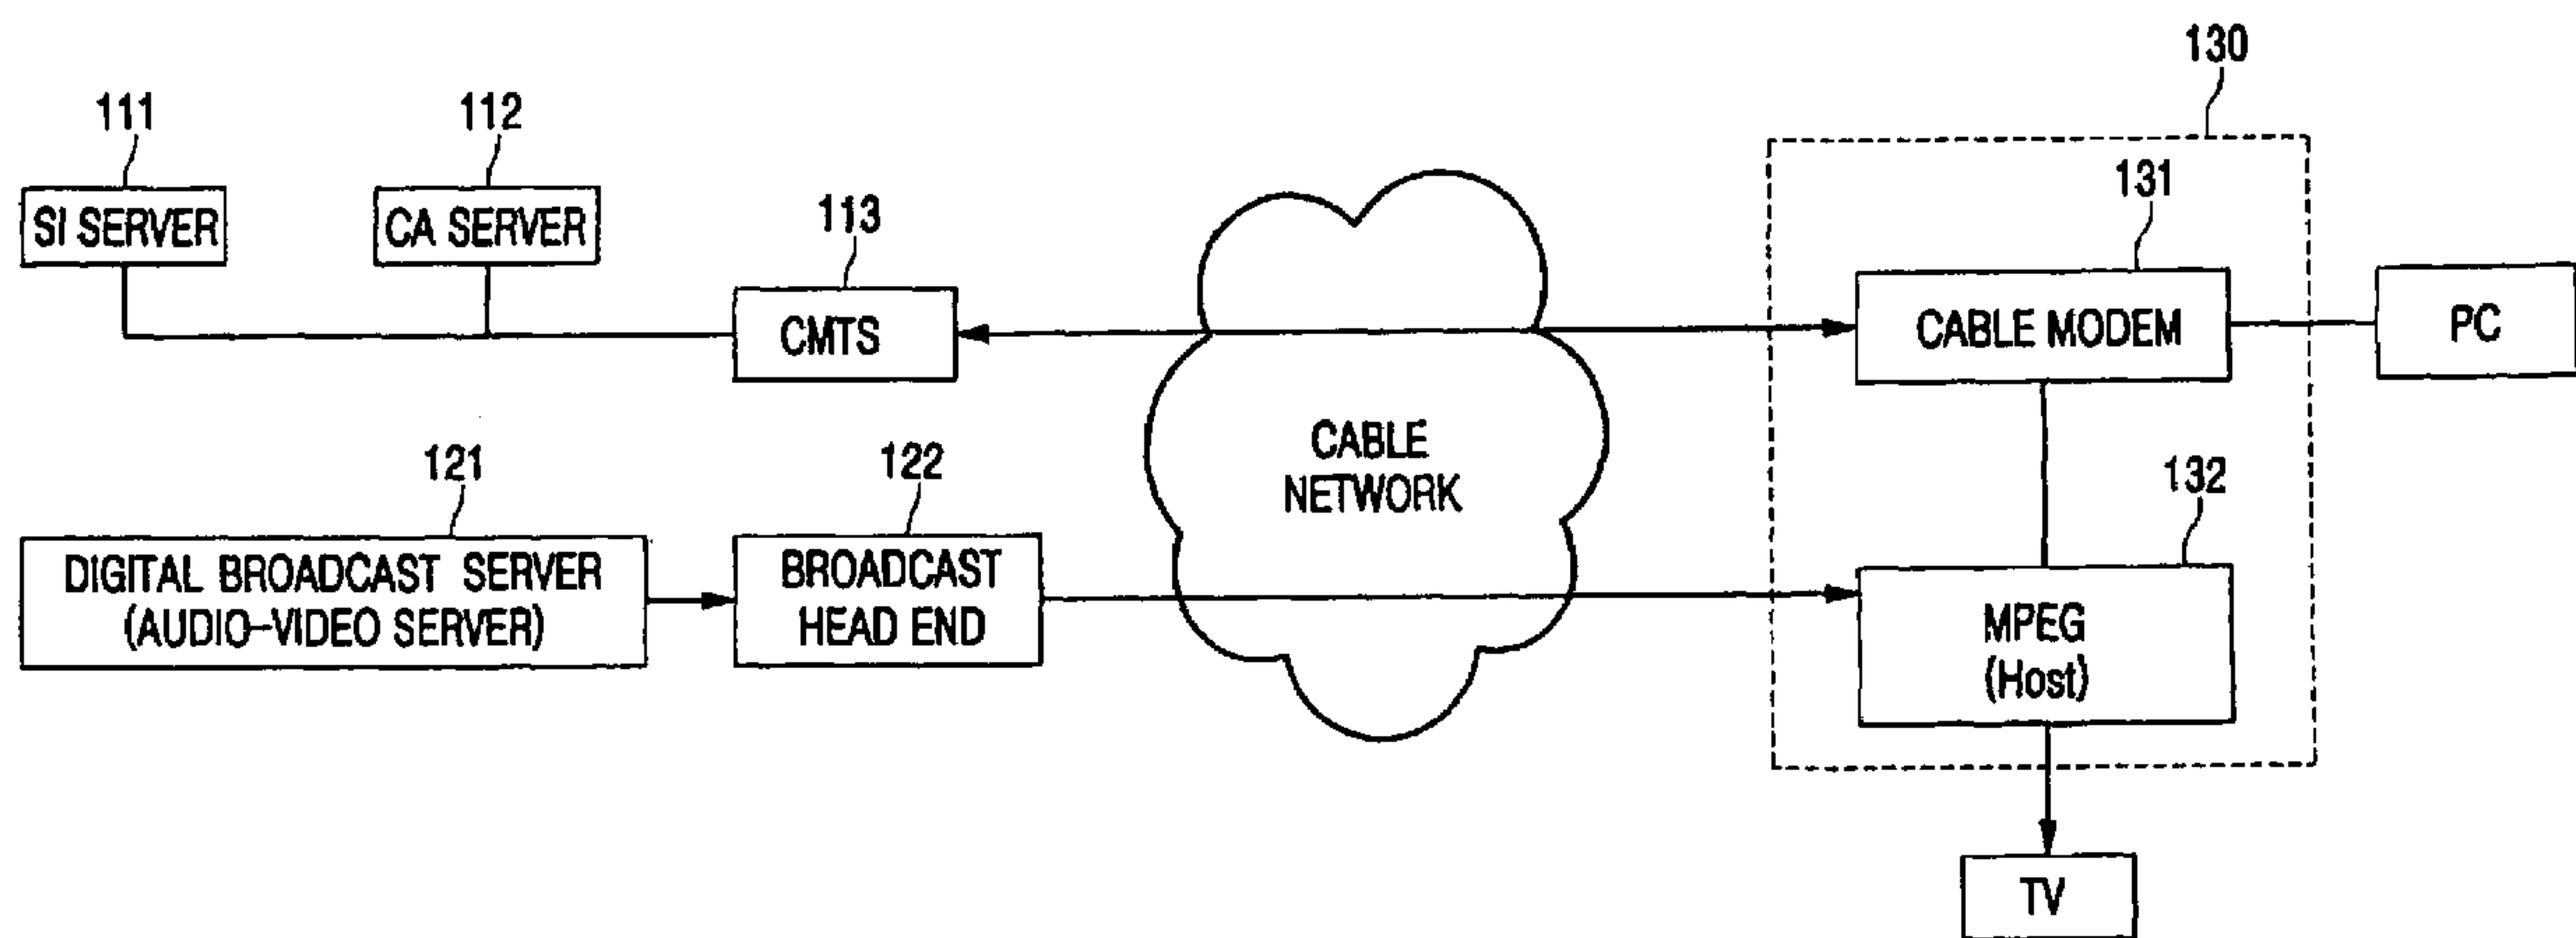 130
111
112
131
SI SERVER
CA SERVER
113
CMTS
CABLE MODEM
PC
CABLE
NETWORK
121
122
132
DIGITAL BROADCAST SERVER
(AUDIO-VIDEO SERVER)
BROADCAST
HEAD END
MPEG
(Host)
TV